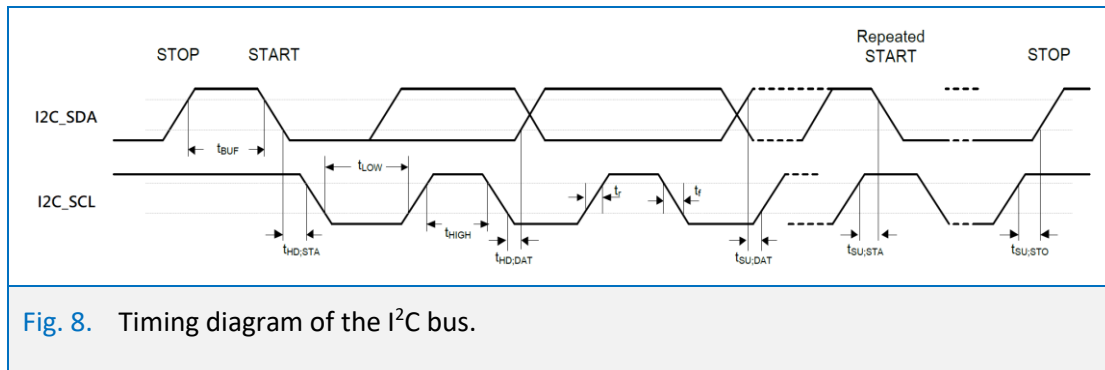 Repeated
STOP START START STOP
I2C_SDA
tBUF
tLOW
I2C_SCL
tr tf
tHIGH
tHD;STA tHD;DAT tSU;DAT tSU;STA tSU;STO
Fig. 8. Timing diagram of the I²C bus.